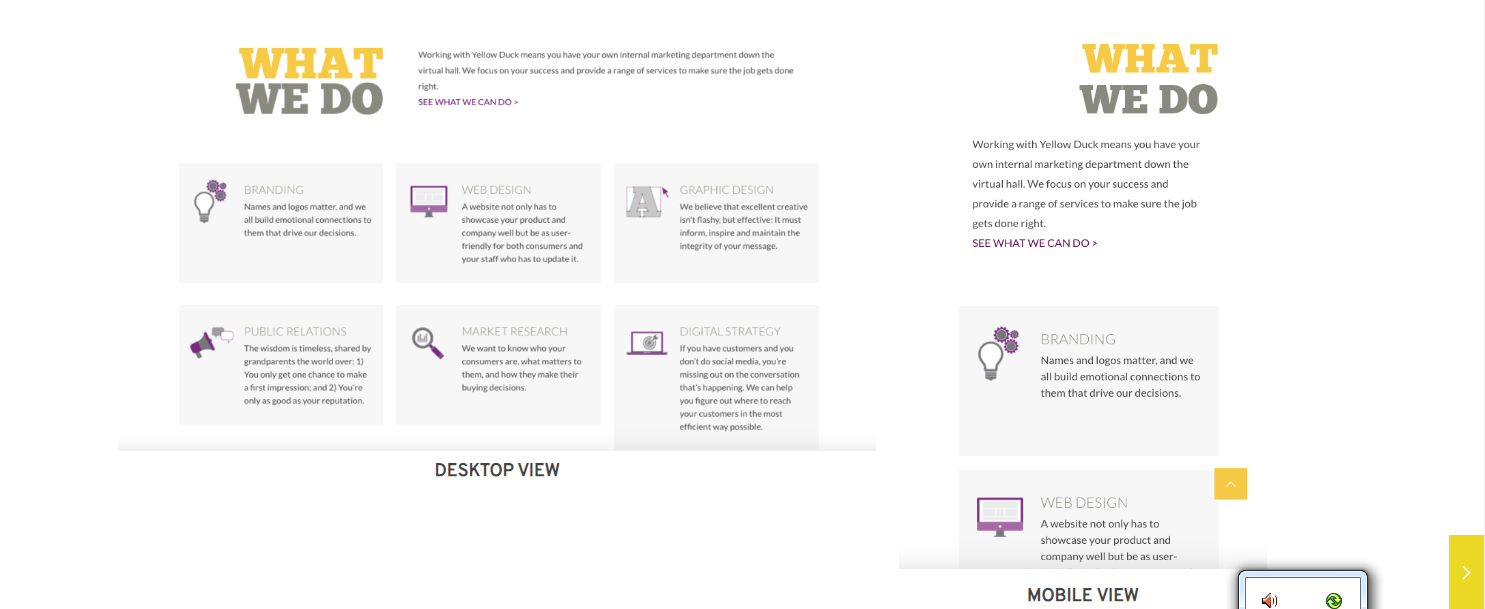 WHAT
WE DO
Working with Yellow Duck means you have your own internal marketing department down the
virtual hall. We focus on your success and provide a range of services to make sure the job gets done
right.
SEE WHAT WE CAN DO >
BRANDING
Names and logos matter, and we
all build emotional connections to
them that drive our decisions.
WEB DESIGN
A website not only has to
showcase your product and
company well but be as user-
friendly for both consumers and
your staff who has to update it.
GRAPHIC DESIGN
We believe that excellent creative
isn't flashy, but effective: It must
inform, inspire and maintain the
integrity of your message.
PUBLIC RELATIONS
The wisdom is timeless, shared by
grandparents the world over: 1)
You only get one chance to make
a first impression; and 2) You're
only as good as your reputation.
MARKET RESEARCH
We want to know who your
consumers are, what matters to
them, and how they make their
buying decisions.
DIGITAL STRATEGY
If you have customers and you
don't do social media, you're
missing out on the conversation
that's happening. We can help
you figure out where to reach
your customers in the most
efficient way possible.
DESKTOP VIEW
WHAT
WE DO
Working with Yellow Duck means you have your
own internal marketing department down the
virtual hall. We focus on your success and
provide a range of services to make sure the job
gets done right.
SEE WHAT WE CAN DO >
BRANDING
Names and logos matter, and we
all build emotional connections to
them that drive our decisions.
WEB DESIGN
A website not only has to
showcase your product and
company well but be as user-
MOBILE VIEW